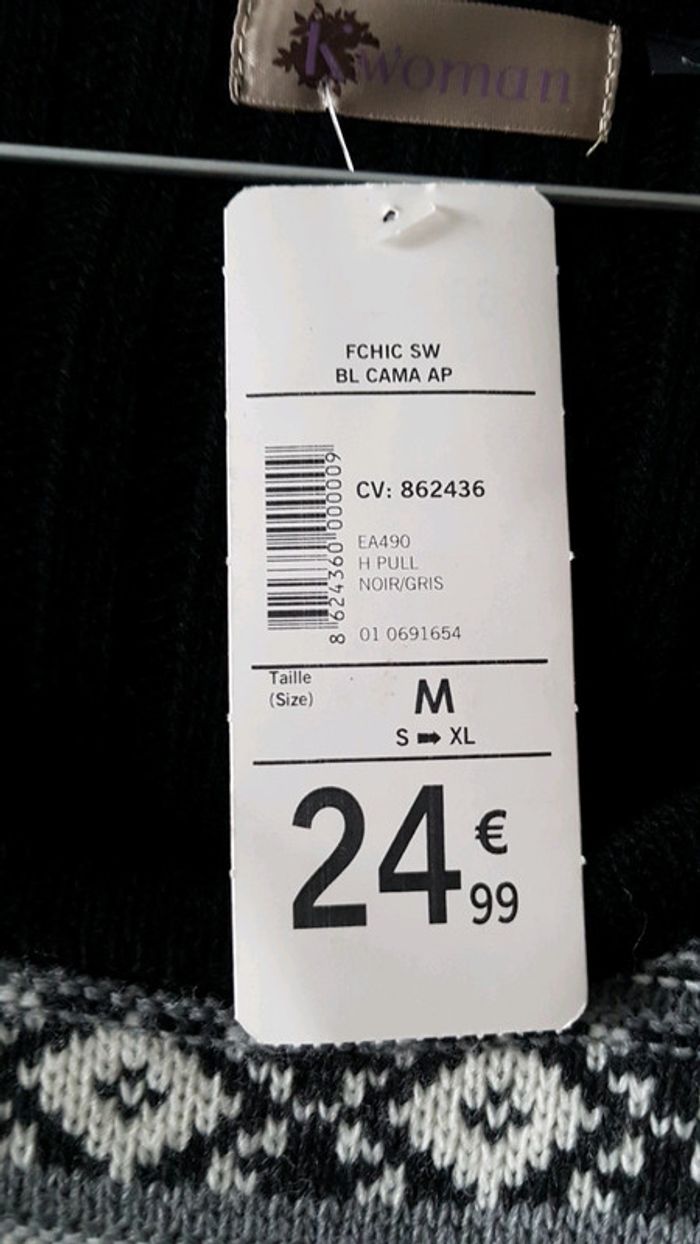 k woman
FCHIC SW
BL CAMA AP
8 624360 000009
CV: 862436
EA490
H PULL
NOIR/GRIS
01 0691654
Taille
(Size)
M
S ➡ XL
24 €
99